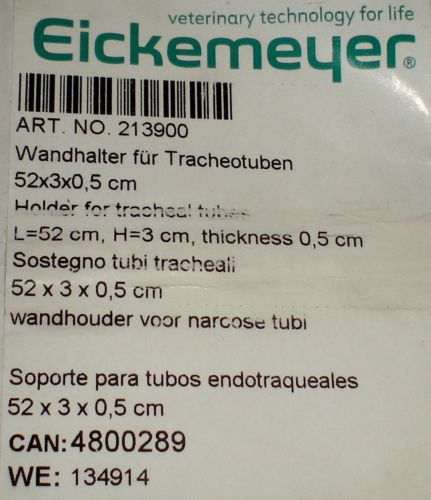 veterinary technology for life
Eickemeyer®
ART. NO. 213900
Wandhalter für Tracheotuben
52x3x0,5 cm
Holder for tracheal tubes
L=52 cm, H=3 cm, thickness 0,5 cm
Sostegno tubi tracheali
52 x 3 x 0,5 cm
wandhouder voor narcose tubi
Soporte para tubos endotraqueales
52 x 3 x 0,5 cm
CAN: 4800289
WE: 134914